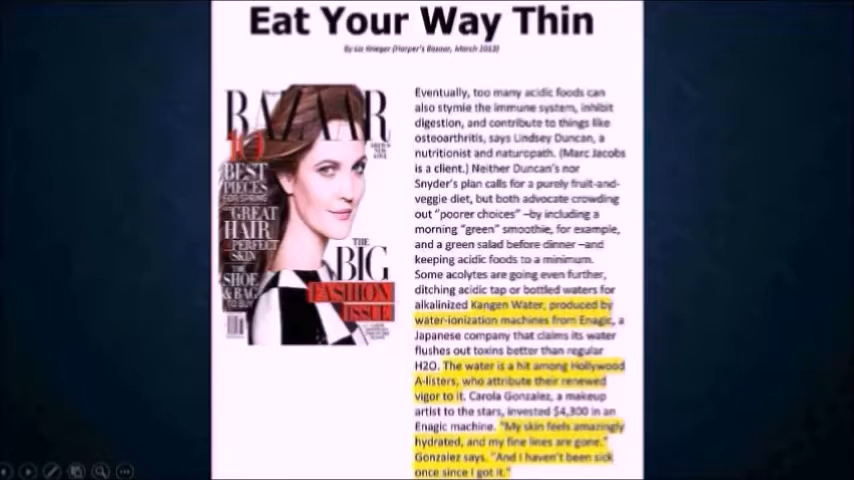 Eat Your Way Thin
By Liz Krieger (Harper's Bazaar, March 2013)
BAZAAR
10
BEST
PIECES
FOR SPRING
GREAT
HAIR
PERFECT
SKIN
THE
SHOE
& BAG
TO BUY
THE
BIG
FASHION
ISSUE
Eventually, too many acidic foods can
also stymie the immune system, inhibit
digestion, and contribute to things like
osteoarthritis, says Lindsey Duncan, a
nutritionist and naturopath. (Marc Jacobs
is a client.) Neither Duncan's nor
Snyder's plan calls for a purely fruit-and-
veggie diet, but both advocate crowding
out "poorer choices" –by including a
morning "green" smoothie, for example,
and a green salad before dinner –and
keeping acidic foods to a minimum.
Some acolytes are going even further,
ditching acidic tap or bottled waters for
alkalinized Kangen Water, produced by
water-ionization machines from Enagic, a
Japanese company that claims its water
flushes out toxins better than regular
H2O. The water is a hit among Hollywood
A-listers, who attribute their renewed
vigor to it. Carola Gonzalez, a makeup
artist to the stars, invested $4,300 in an
Enagic machine. "My skin feels amazingly
hydrated, and my fine lines are gone."
Gonzalez says. "And I haven't been sick
once since I got it."